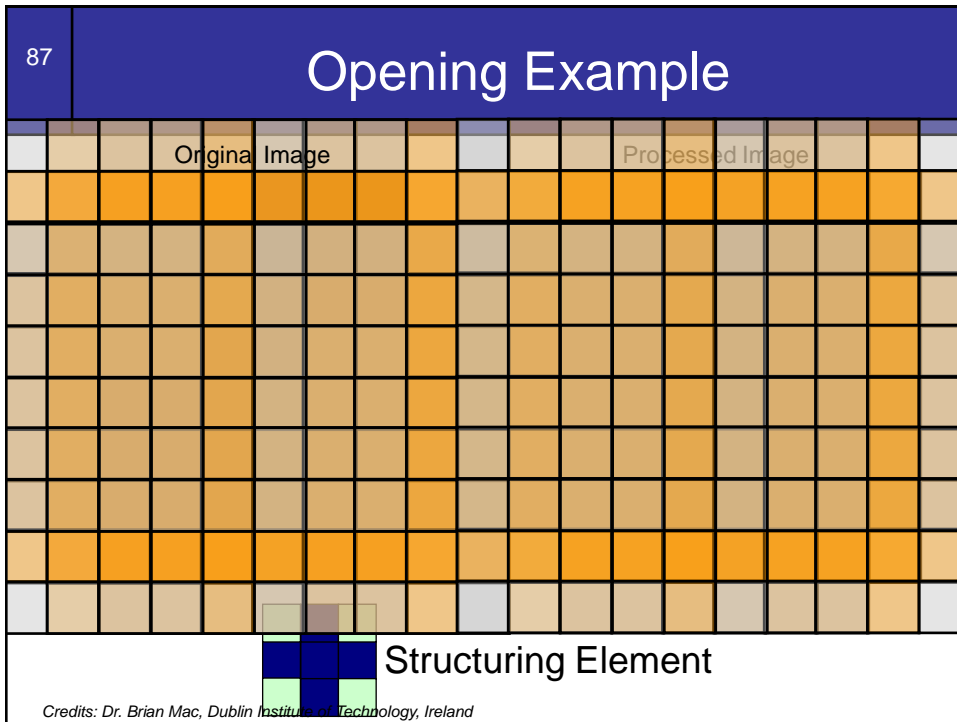 87
Opening Example
Original Image
Processed Image
Structuring Element
Credits: Dr. Brian Mac, Dublin Institute of Technology, Ireland